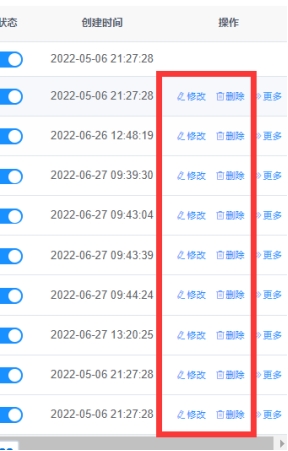 状态 创建时间 操作
2022-05-06 21:27:28
2022-05-06 21:27:28 修改 删除 更多
2022-06-26 12:48:19 修改 删除 更多
2022-06-27 09:39:30 修改 删除 更多
2022-06-27 09:43:04 修改 删除 更多
2022-06-27 09:43:39 修改 删除 更多
2022-06-27 09:44:24 修改 删除 更多
2022-06-27 13:20:25 修改 删除 更多
2022-05-06 21:27:28 修改 删除 更多
2022-05-06 21:27:28 修改 删除 更多